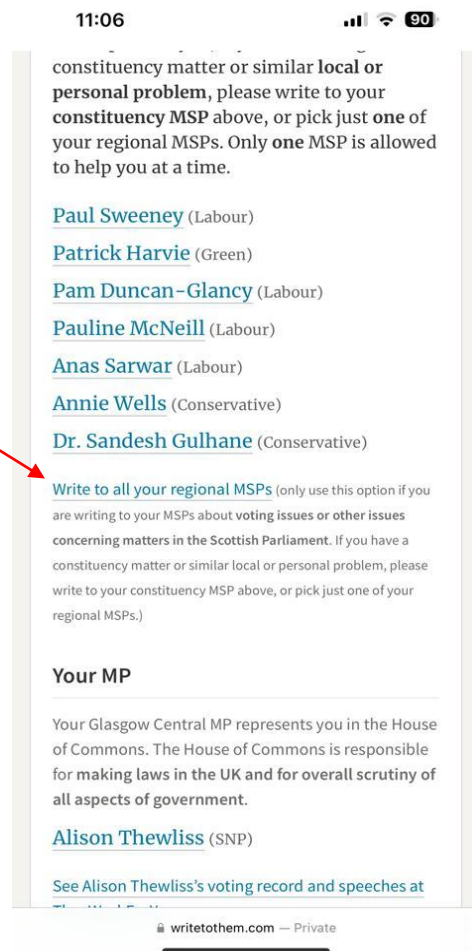 11:06
90
constituency matter or similar local or
personal problem, please write to your
constituency MSP above, or pick just one of
your regional MSPs. Only one MSP is allowed
to help you at a time.
Paul Sweeney (Labour)
Patrick Harvie (Green)
Pam Duncan-Glancy (Labour)
Pauline McNeill (Labour)
Anas Sarwar (Labour)
Annie Wells (Conservative)
Dr. Sandesh Gulhane (Conservative)
Write to all your regional MSPs (only use this option if you
are writing to your MSPs about voting issues or other issues
concerning matters in the Scottish Parliament. If you have a
constituency matter or similar local or personal problem, please
write to your constituency MSP above, or pick just one of your
regional MSPs.)
Your MP
Your Glasgow Central MP represents you in the House
of Commons. The House of Commons is responsible
for making laws in the UK and for overall scrutiny of
all aspects of government.
Alison Thewliss (SNP)
See Alison Thewliss's voting record and speeches at
writetothem.com — Private